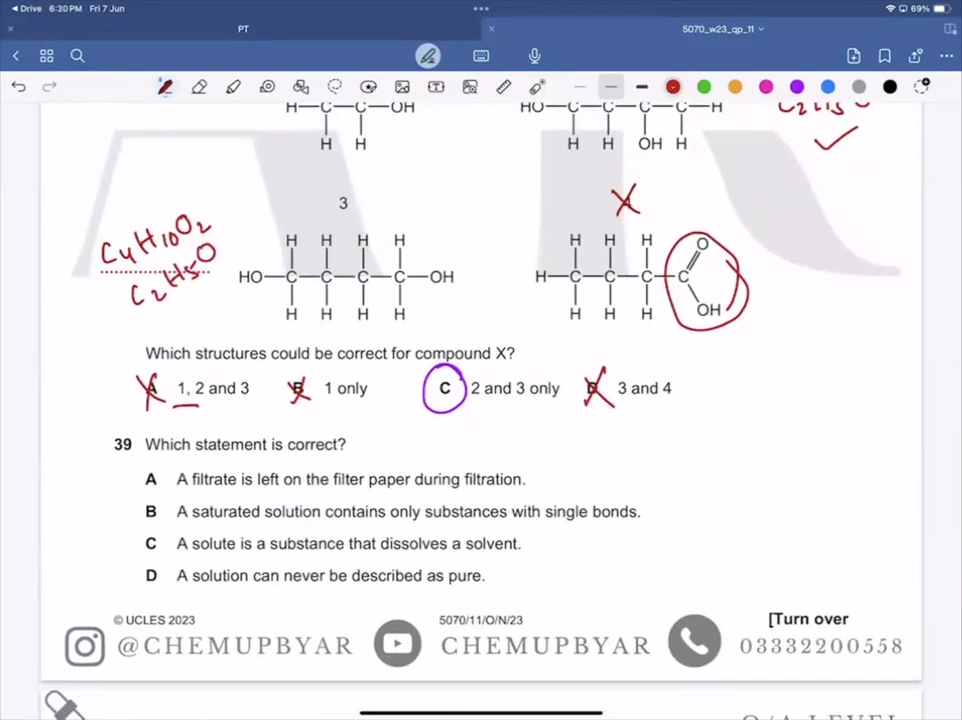 Drive 6:30 PM Fri 7 Jun 69%
PT 5070_w23_qp_11
H C C OH HO C C C C H
H H H H OH H
3
C4H10O2
C2H5O
H H H H H H H O
HO C C C C OH H C C C C
H H H H H H H OH
Which structures could be correct for compound X?
A 1, 2 and 3 B 1 only C 2 and 3 only D 3 and 4
39 Which statement is correct?
A A filtrate is left on the filter paper during filtration.
B A saturated solution contains only substances with single bonds.
C A solute is a substance that dissolves a solvent.
D A solution can never be described as pure.
© UCLES 2023 5070/11/O/N/23 [Turn over
@CHEMUPBYAR CHEMUPBYAR 03332200558